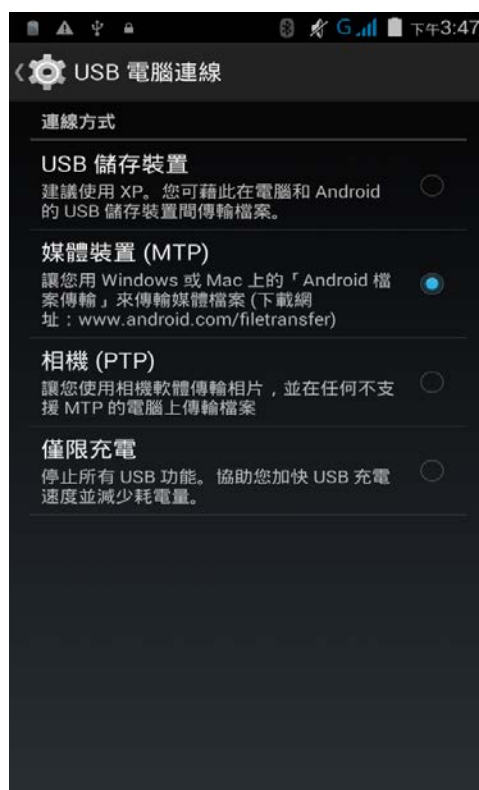 G 下午3:47
USB 電腦連線
連線方式
USB 儲存裝置
建議使用 XP。您可藉此在電腦和 Android
的 USB 儲存裝置間傳輸檔案。
媒體裝置 (MTP)
讓您用 Windows 或 Mac 上的「Android 檔
案傳輸」來傳輸媒體檔案 (下載網
址：www.android.com/filetransfer)
相機 (PTP)
讓您使用相機軟體傳輸相片，並在任何不支
援 MTP 的電腦上傳輸檔案
僅限充電
停止所有 USB 功能。協助您加快 USB 充電
速度並減少耗電量。